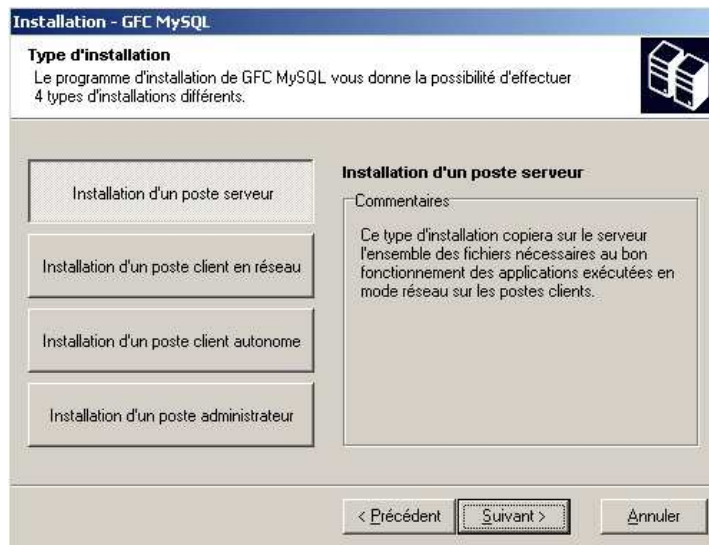 Installation - GFC MySQL
Type d'installation
Le programme d'installation de GFC MySQL vous donne la possibilité d'effectuer
4 types d'installations différents.
Installation d'un poste serveur
Installation d'un poste client en réseau
Installation d'un poste client autonome
Installation d'un poste administrateur
Installation d'un poste serveur
Commentaires
Ce type d'installation copiera sur le serveur
l'ensemble des fichiers nécessaires au bon
fonctionnement des applications exécutées en
mode réseau sur les postes clients.
< Précédent
Suivant >
Annuler